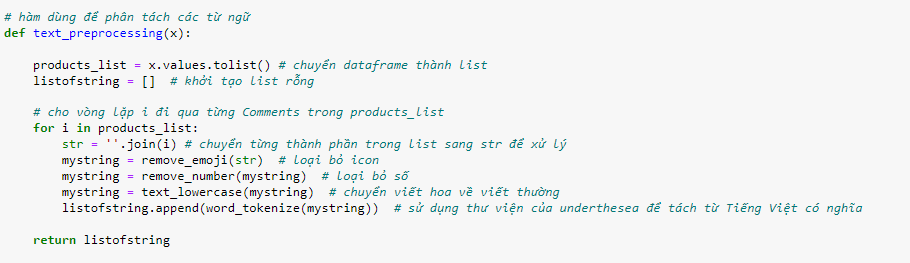 # hàm dùng để phân tách các từ ngữ
def text_preprocessing(x):
products_list = x.values.tolist() # chuyển dataframe thành list
listofstring = [] # khởi tạo list rỗng
# cho vòng lặp i đi qua từng Comments trong products_list
for i in products_list:
str = ''.join(i) # chuyển từng thành phần trong list sang str để xử lý
mystring = remove_emoji(str) # loại bỏ icon
mystring = remove_number(mystring) # loại bỏ số
mystring = text_lowercase(mystring) # chuyển viết hoa về viết thường
listofstring.append(word_tokenize(mystring)) # sử dụng thư viện của underthesea để tách từ Tiếng Việt có nghĩa
return listofstring